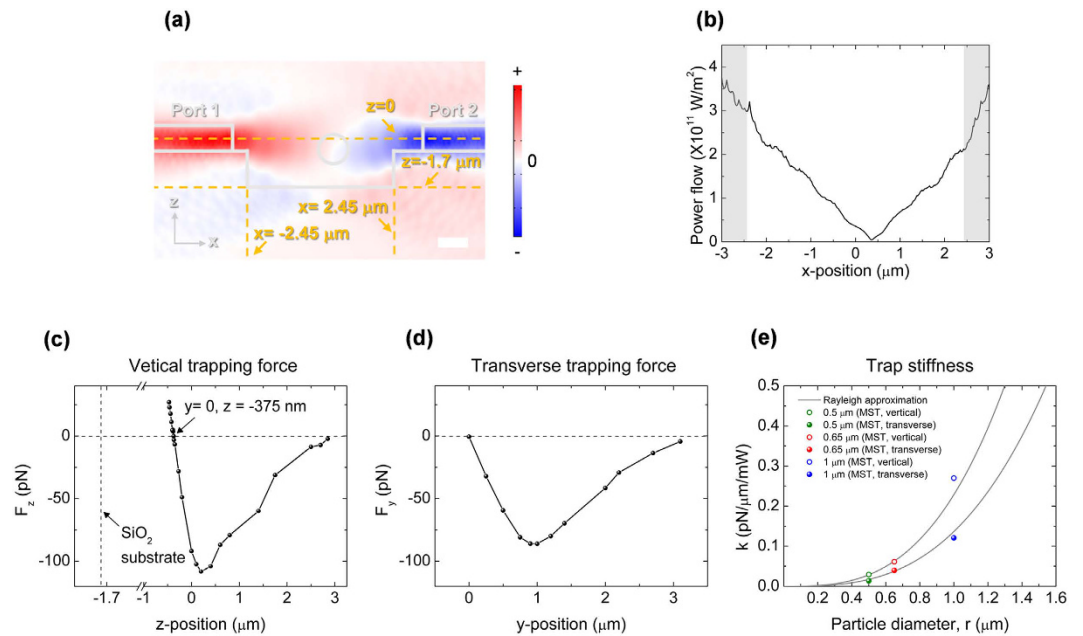 (a)
Port 1
Port 2
z=0
z=-1.7 μm
x= 2.45 μm
x= -2.45 μm
z
x
+
0
-
(b)
Power flow (X10¹¹ W/m²)
4
3
2
1
0
-3 -2 -1 0 1 2 3
x-position (μm)
(c)
Vetical trapping force
y= 0, z = -375 nm
SiO₂
substrate
F_z (pN)
0
-50
-100
-1.7 -1 0 1 2 3
z-position (μm)
(d)
Transverse trapping force
F_y (pN)
0
-50
-100
0 1 2 3
y-position (μm)
(e)
Trap stiffness
Rayleigh approximation
0.5 μm (MST, vertical)
0.5 μm (MST, transverse)
0.65 μm (MST, vertical)
0.65 μm (MST, transverse)
1 μm (MST, vertical)
1 μm (MST, transverse)
k (pN/μm/mW)
0.5
0.4
0.3
0.2
0.1
0.0
0.2 0.4 0.6 0.8 1.0 1.2 1.4 1.6
Particle diameter, r (μm)